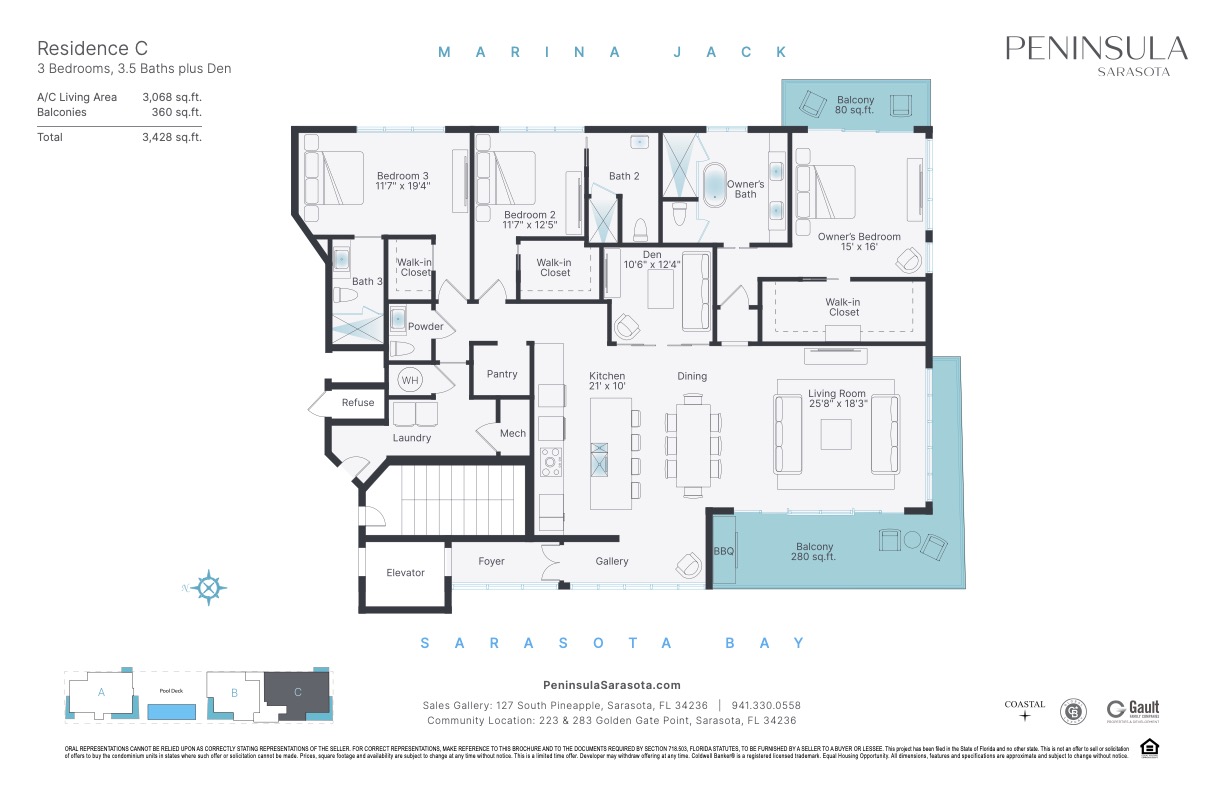 Residence C
3 Bedrooms, 3.5 Baths plus Den
A/C Living Area 3,068 sq.ft.
Balconies 360 sq.ft.
Total 3,428 sq.ft.
MARINA JACK
PENINSULA
SARASOTA
Balcony
80 sq.ft.
Bedroom 3
11'7" x 19'4"
Bedroom 2
11'7" x 12'5"
Bath 2
Owner's
Bath
Owner's Bedroom
15' x 16'
Bath 3
Walk-in
Closet
Walk-in
Closet
Den
10'6" x 12'4"
Walk-in
Closet
Powder
WH
Pantry
Kitchen
21' x 10'
Dining
Living Room
25'8" x 18'3"
Refuse
Laundry
Mech
BBQ
Balcony
280 sq.ft.
Elevator
Foyer
Gallery
N
SARASOTA BAY
A
Pool Deck
B
C
PeninsulaSarasota.com
Sales Gallery: 127 South Pineapple, Sarasota, FL 34236 | 941.330.0558
Community Location: 223 & 283 Golden Gate Point, Sarasota, FL 34236
COASTAL
CB
Gault
FAMILY COMPANIES
PROPERTIES & DEVELOPMENT
ORAL REPRESENTATIONS CANNOT BE RELIED UPON AS CORRECTLY STATING REPRESENTATIONS OF THE SELLER. FOR CORRECT REPRESENTATIONS, MAKE REFERENCE TO THIS BROCHURE AND TO THE DOCUMENTS REQUIRED BY SECTION 718.503, FLORIDA STATUTES, TO BE FURNISHED BY A SELLER TO A BUYER OR LESSEE. This project has been filed in the State of Florida and no other state. This is not an offer to sell or solicitation
of offers to buy the condominium units in states where such offer or solicitation cannot be made. Prices, square footage and availability are subject to change at any time without notice. This is a limited time offer. Developer may withdraw offering at any time. Coldwell Banker® is a registered licensed trademark. Equal Housing Opportunity. All dimensions, features and specifications are approximate and subject to change without notice.